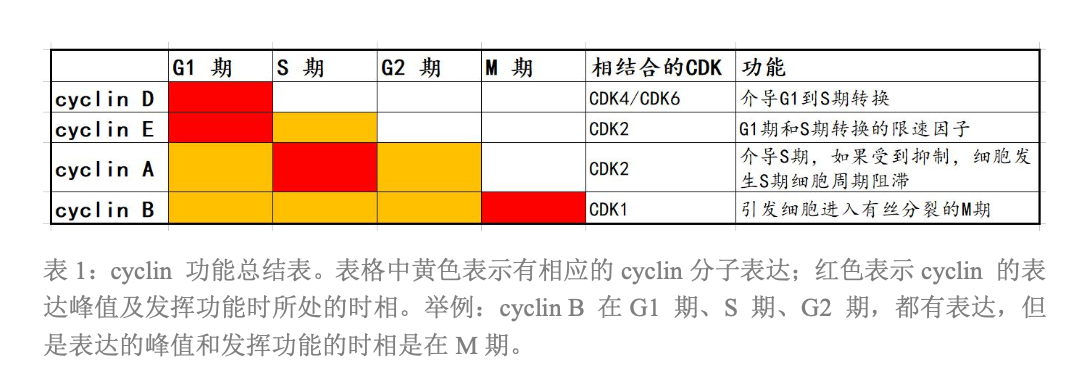 G1 期 S 期 G2 期 M 期 相结合的CDK 功能
cyclin D CDK4/CDK6 介导G1到S期转换
cyclin E CDK2 G1期和S期转换的限速因子
cyclin A CDK2 介导S期，如果受到抑制，细胞发
生S期细胞周期阻滞
cyclin B CDK1 引发细胞进入有丝分裂的M期
表 1：cyclin 功能总结表。表格中黄色表示有相应的 cyclin 分子表达；红色表示 cyclin 的表
达峰值及发挥功能时所处的时相。举例：cyclin B 在 G1 期、S 期、G2 期，都有表达，但
是表达的峰值和发挥功能的时相是在 M 期。